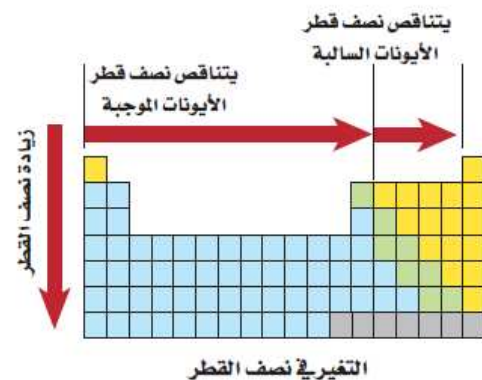 يتناقص نصف قطر
الأيونات السالبة
يتناقص نصف قطر
الأيونات الموجبة
زيادة نصف القطر
التغير في نصف القطر